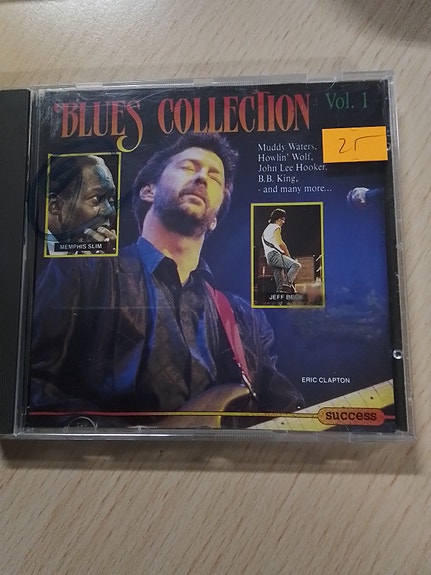 BLUES COLLECTION Vol. 1
Muddy Waters,
Howlin' Wolf,
John Lee Hooker,
B.B. King,
- and many more...
25
MEMPHIS SLIM
JEFF BECK
ERIC CLAPTON
success